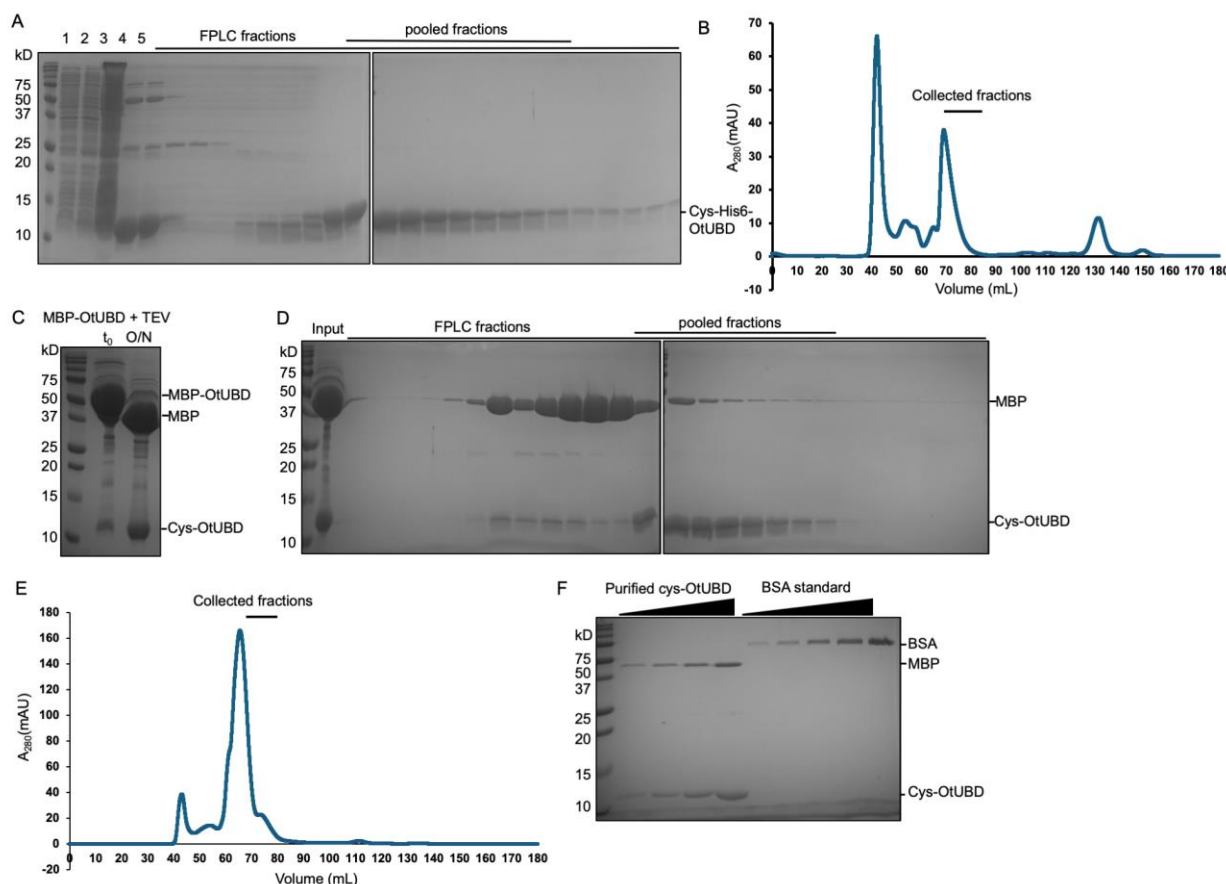 A
1 2 3 4 5
FPLC fractions
pooled fractions
kD
75
50
37
25
20
15
10
Cys-His6-
OtUBD
B
Collected fractions
A280(mAU)
70
60
50
40
30
20
10
0
-10
0 10 20 30 40 50 60 70 80 90 100 110 120 130 140 150 160 170 180
Volume (mL)
C
MBP-OtUBD + TEV
t0 O/N
kD
75
50
37
25
20
15
10
MBP-OtUBD
MBP
Cys-OtUBD
D
Input
FPLC fractions
pooled fractions
kD
75
50
37
25
20
15
10
MBP
Cys-OtUBD
E
Collected fractions
A280(mAU)
180
160
140
120
100
80
60
40
20
0
-20
0 10 20 30 40 50 60 70 80 90 100 110 120 130 140 150 160 170 180
Volume (mL)
F
Purified cys-OtUBD
BSA standard
kD
75
50
37
25
20
15
10
BSA
MBP
Cys-OtUBD